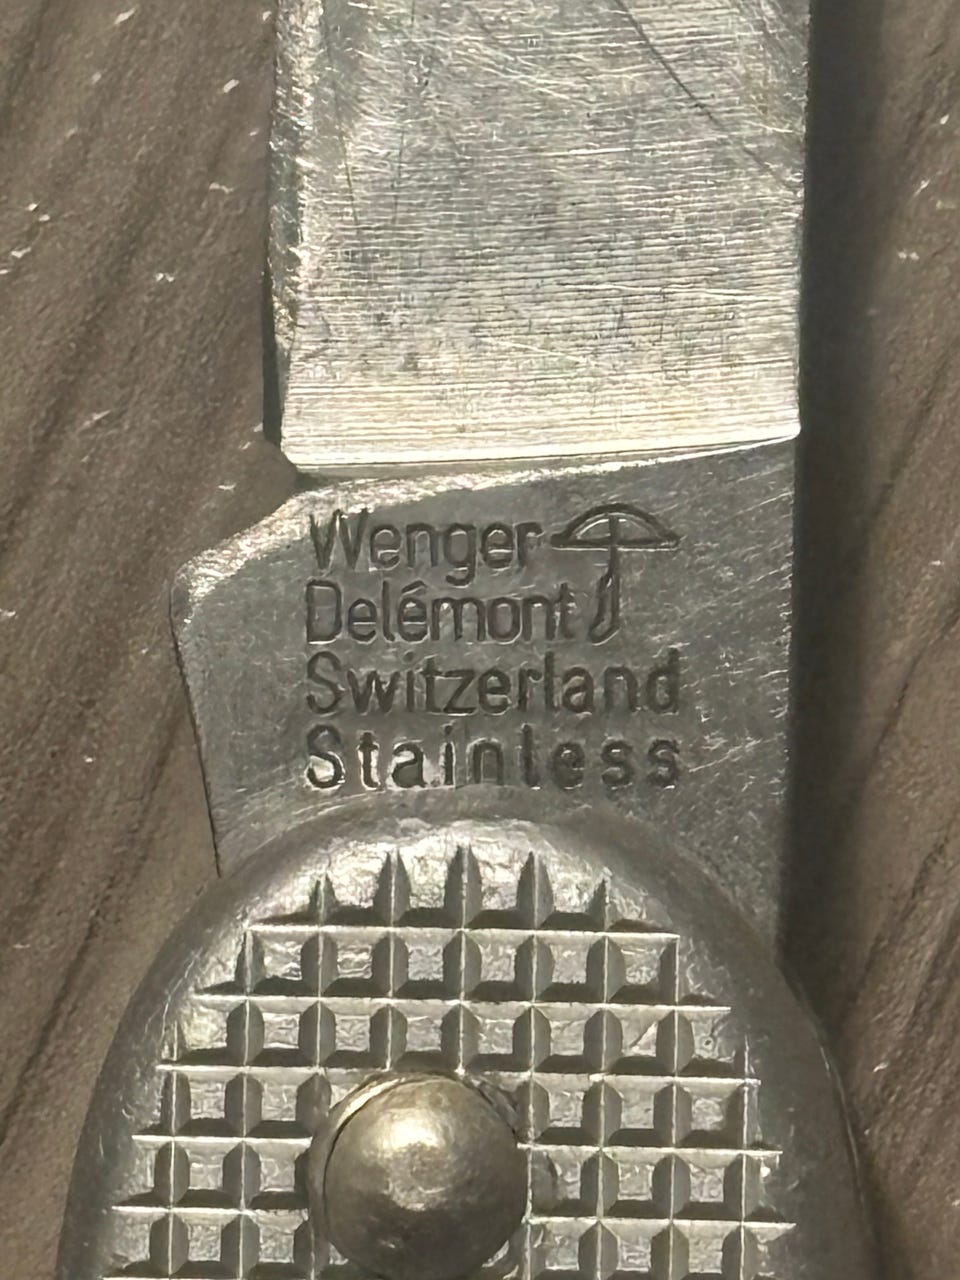 Wenger
Delémont
Switzerland
Stainless